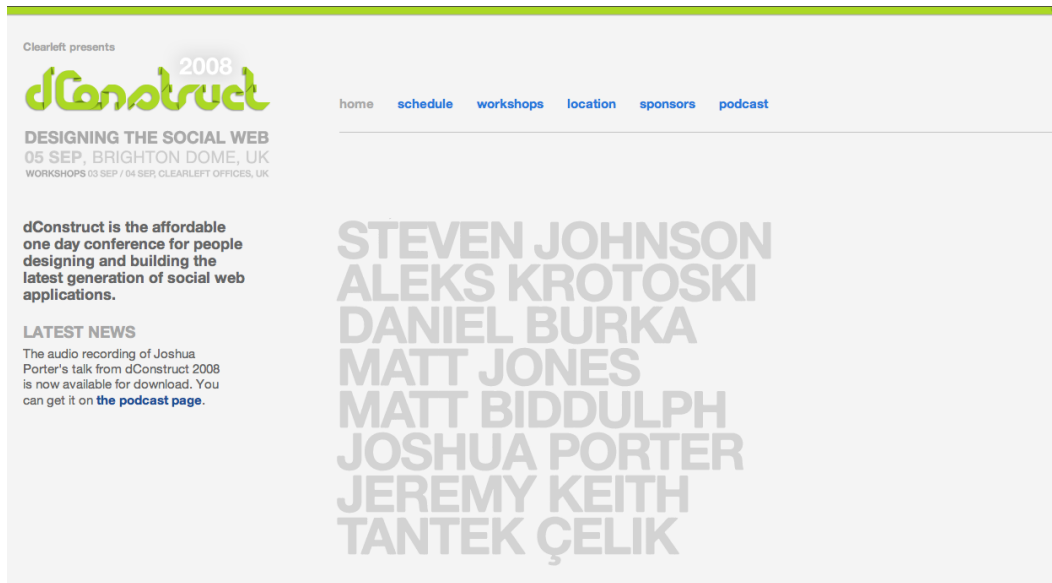 Clearleft presents
2008
dConstruct
DESIGNING THE SOCIAL WEB
05 SEP, BRIGHTON DOME, UK
WORKSHOPS 03 SEP / 04 SEP, CLEARLEFT OFFICES, UK
home schedule workshops location sponsors podcast
dConstruct is the affordable
one day conference for people
designing and building the
latest generation of social web
applications.
LATEST NEWS
The audio recording of Joshua
Porter's talk from dConstruct 2008
is now available for download. You
can get it on the podcast page.
STEVEN JOHNSON
ALEKS KROTOSKI
DANIEL BURKA
MATT JONES
MATT BIDDULPH
JOSHUA PORTER
JEREMY KEITH
TANTEK ÇELIK